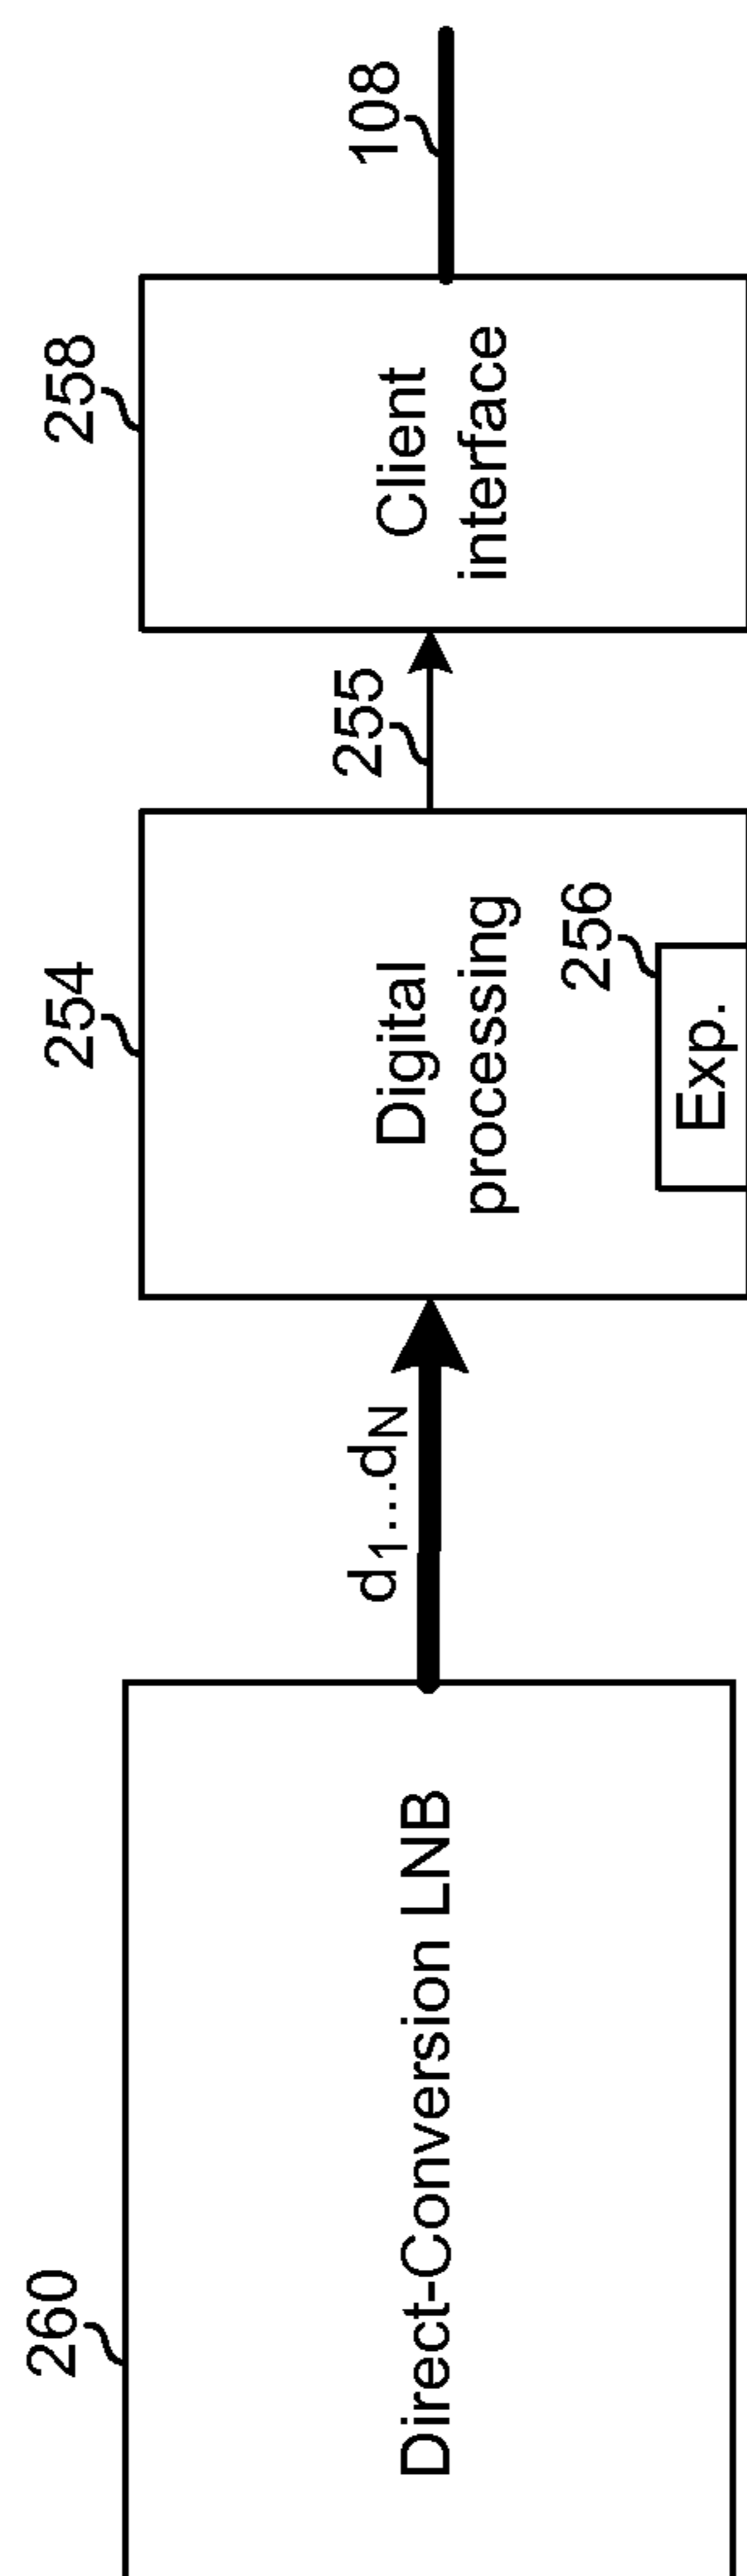 260
Direct-Conversion LNB
d1...dN
254
Digital
processing
256
Exp.
255
258
Client
interface
108